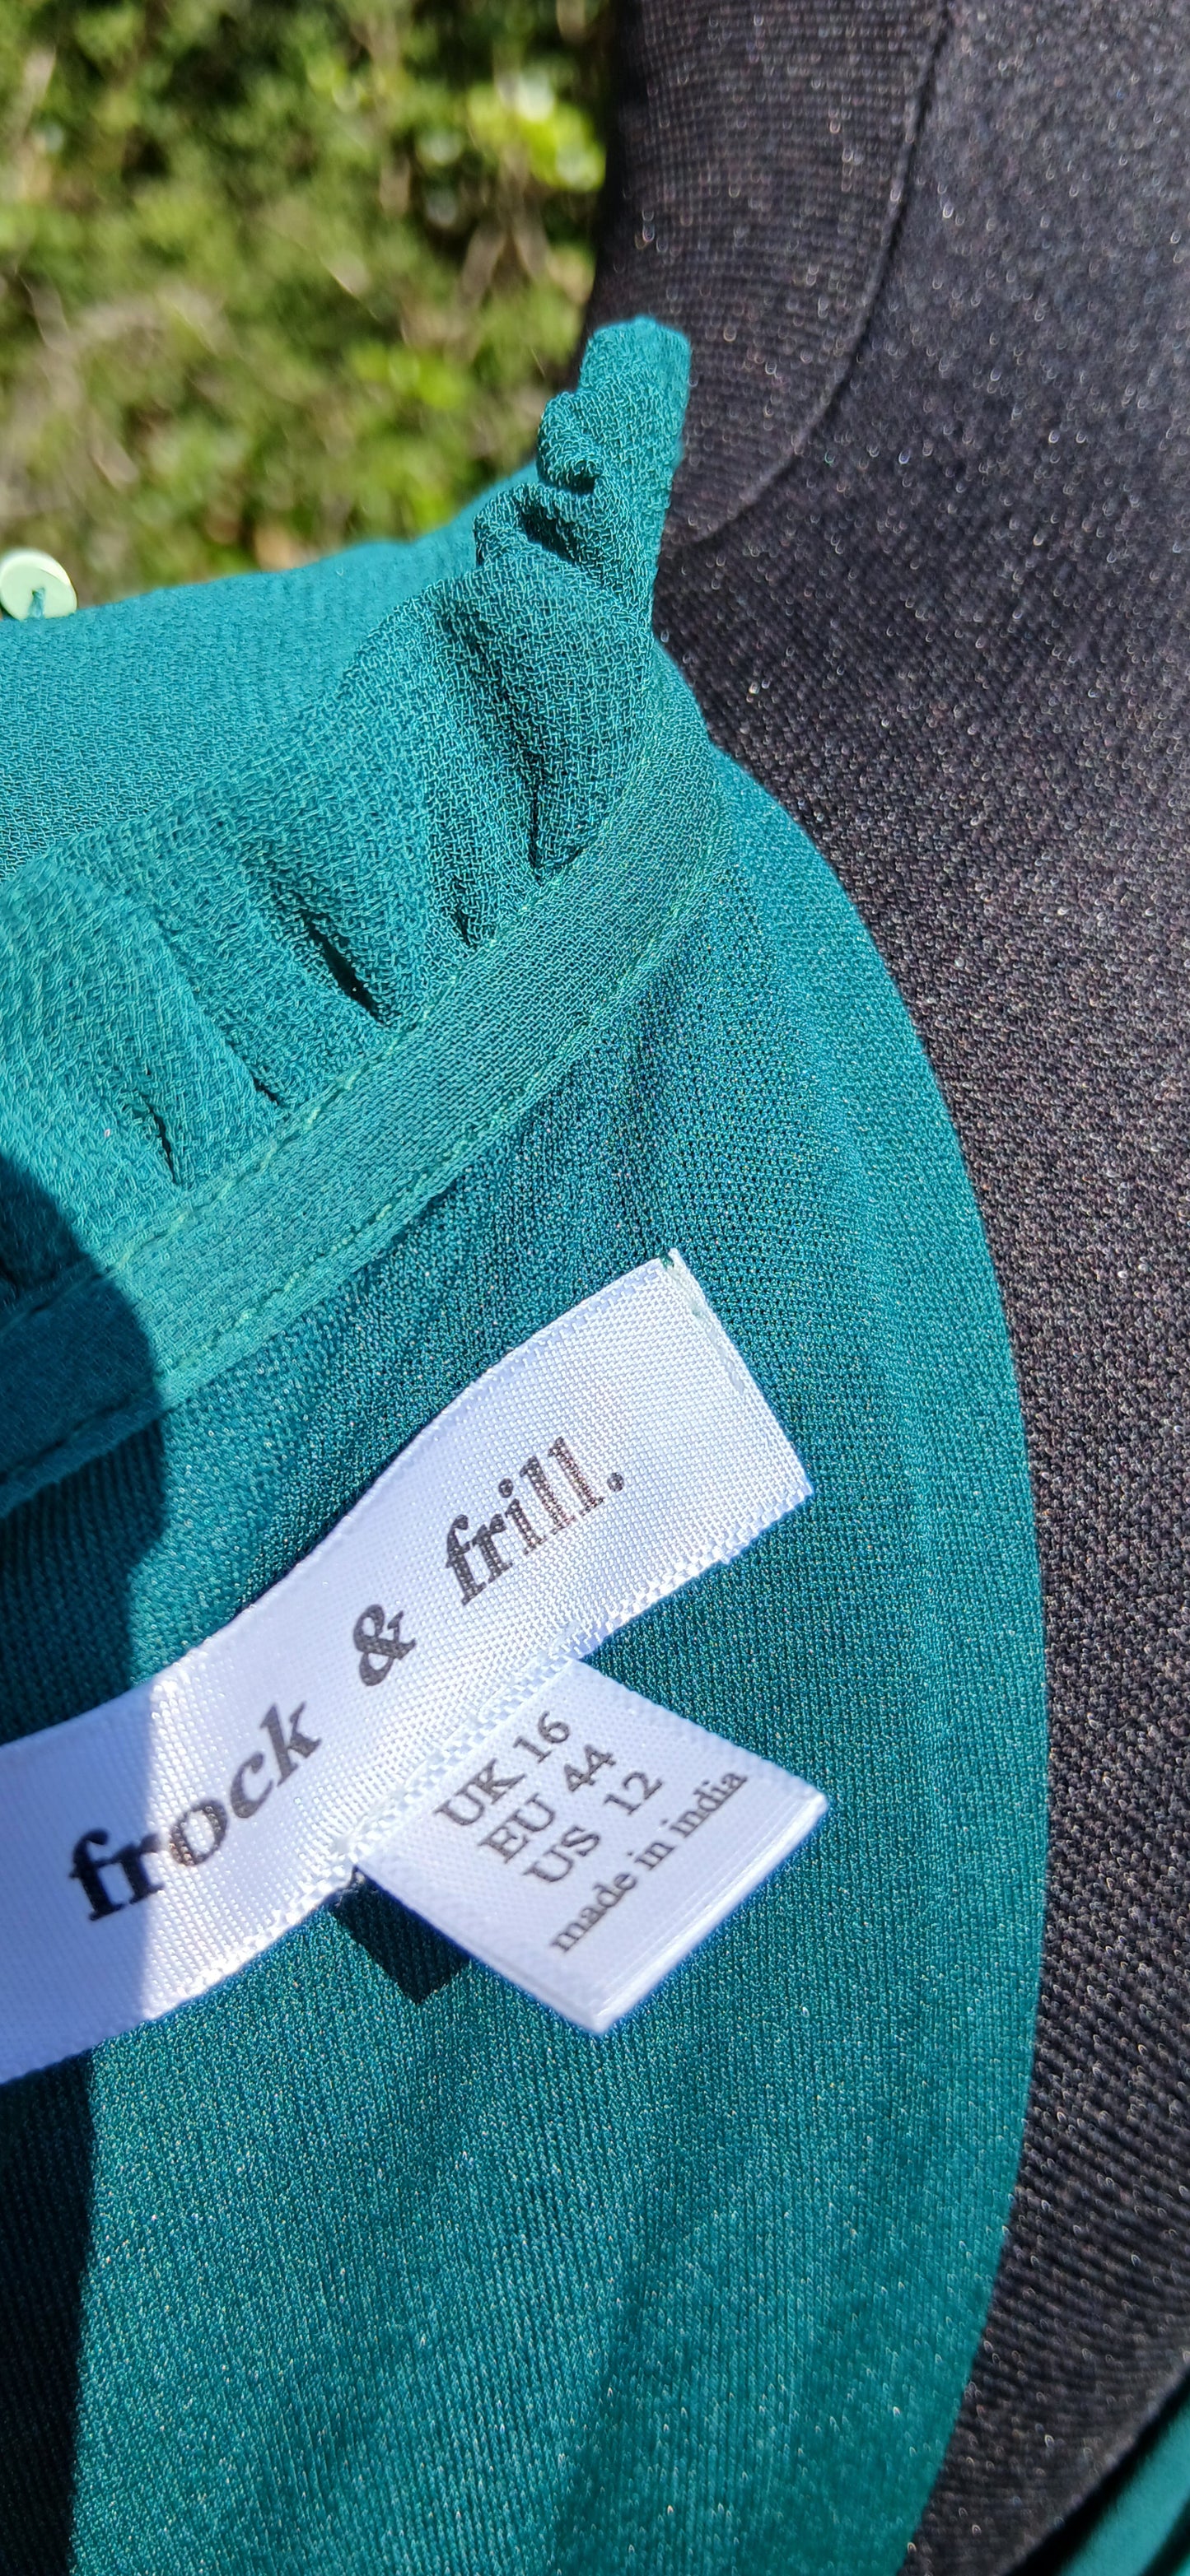 frock & frill.
UK 16
EU 44
US 12
made in india